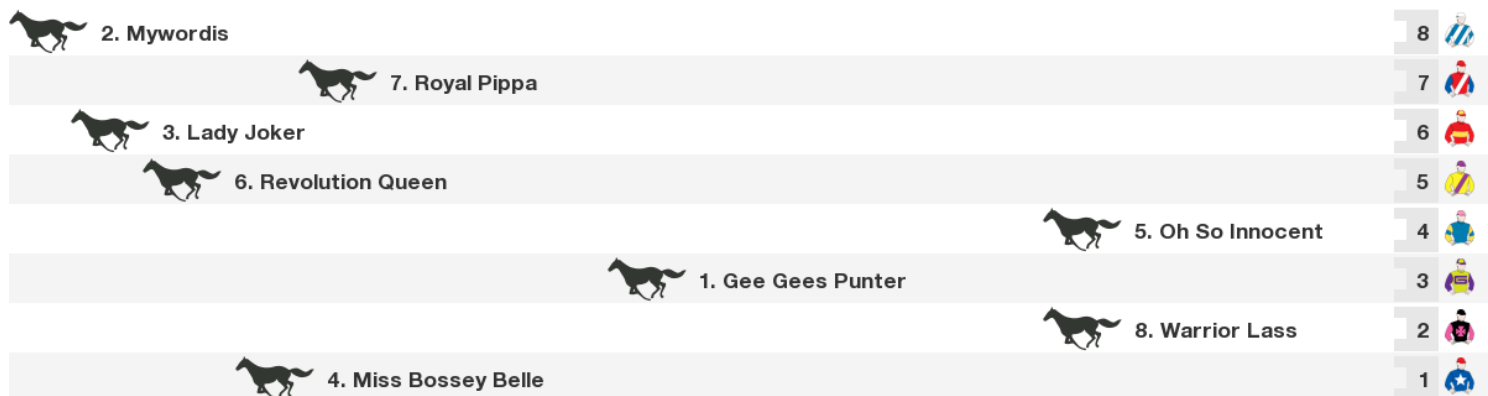 2. Mywordis 8
7. Royal Pippa 7
3. Lady Joker 6
6. Revolution Queen 5
5. Oh So Innocent 4
1. Gee Gees Punter 3
8. Warrior Lass 2
4. Miss Bossey Belle 1